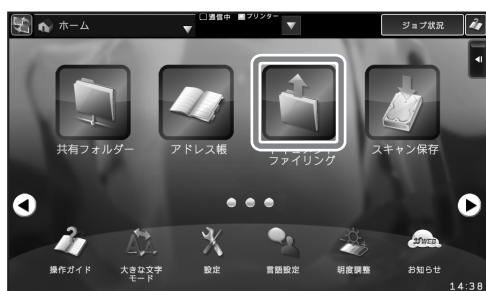 ホーム
□通信中 ■プリンター
ジョブ状況
共有フォルダー
アドレス帳
ファイリング
スキャン保存
操作ガイド
大きな文字
モード
設定
言語設定
明度調整
お知らせ
14:38